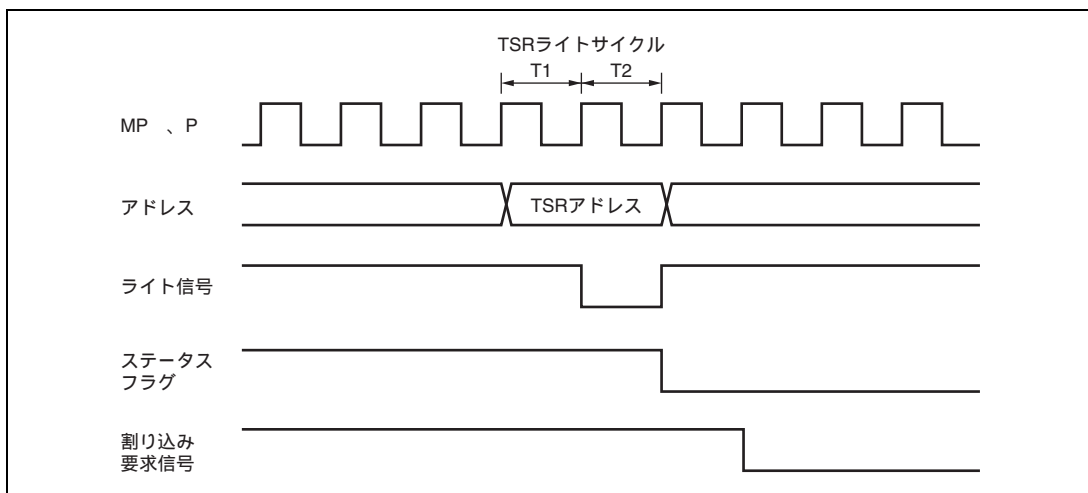 TSRライトサイクル
T1 T2
MP 、P
アドレス
TSRアドレス
ライト信号
ステータス
フラグ
割り込み
要求信号